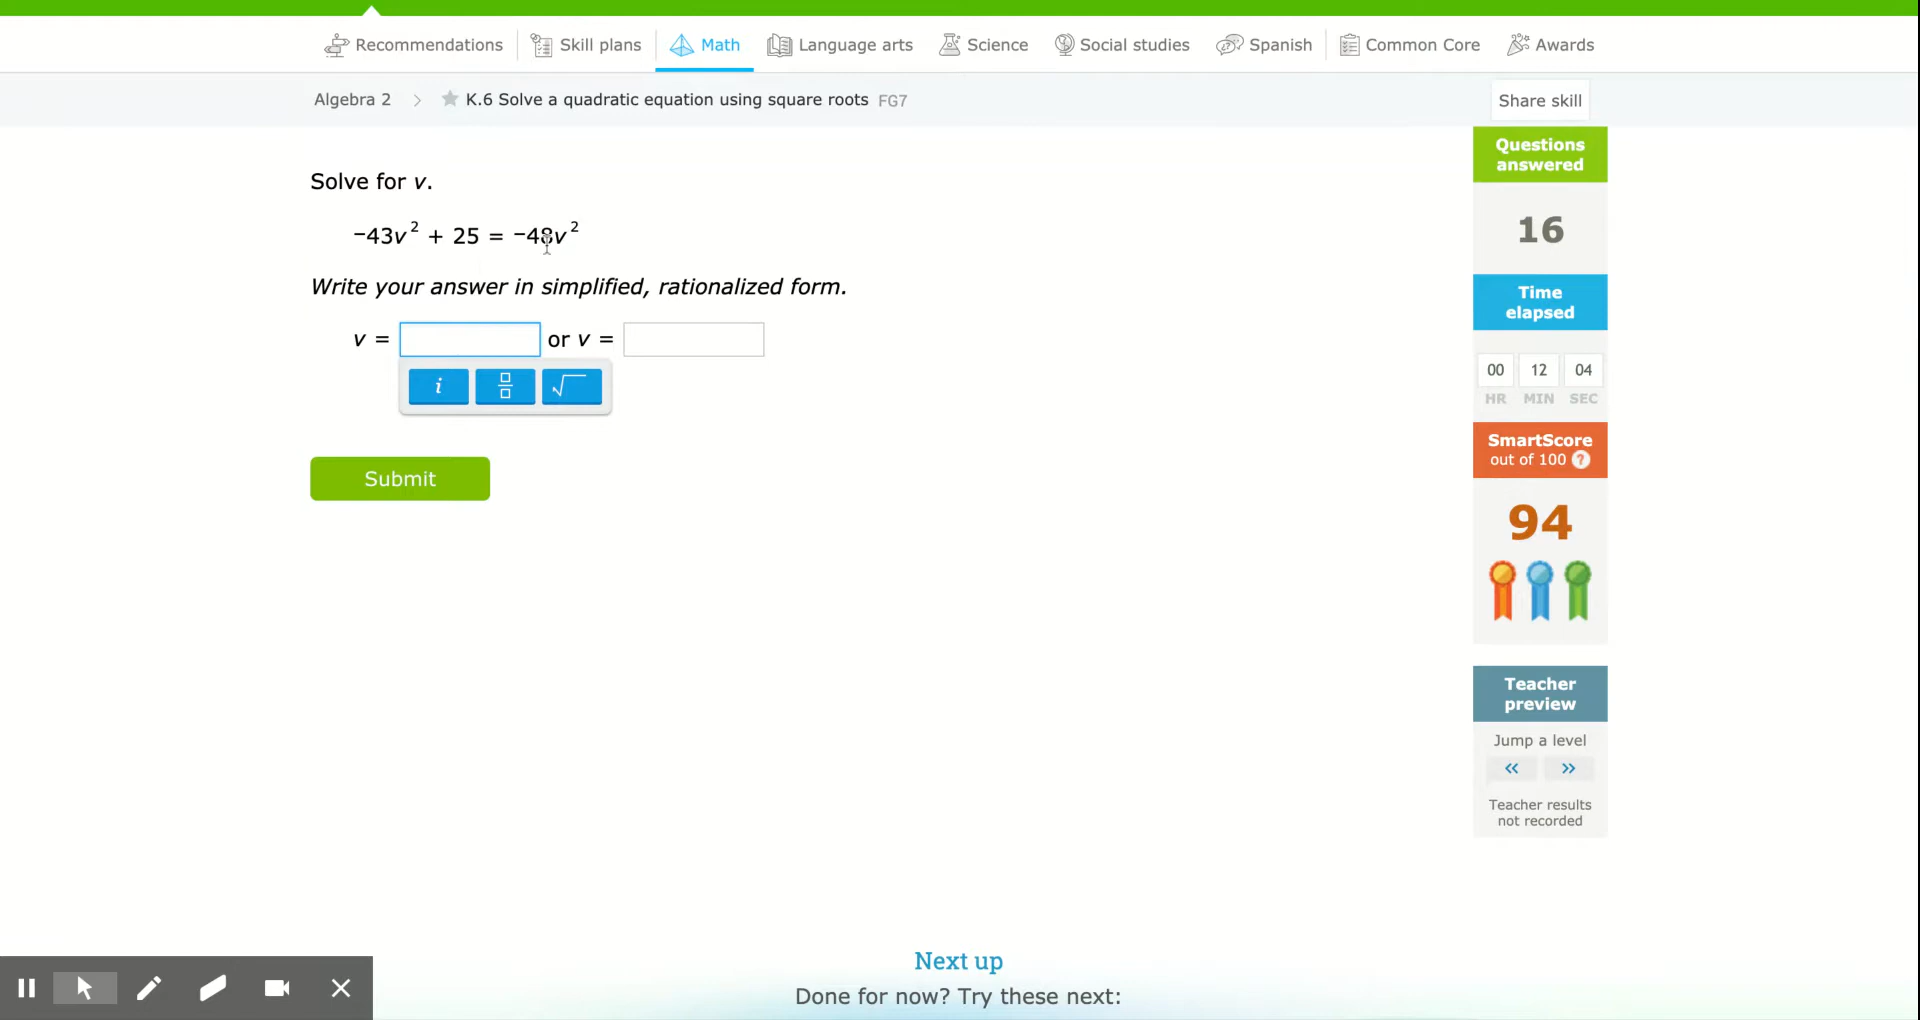 Recommendations Skill plans Math Language arts Science Social studies Spanish Common Core Awards
Algebra 2 > K.6 Solve a quadratic equation using square roots FG7
Share skill
Solve for v.
-43v² + 25 = -48v²
Write your answer in simplified, rationalized form.
v = or v =
i √
Submit
Questions
answered
16
Time
elapsed
00 12 04
HR MIN SEC
SmartScore
out of 100 ?
94
Teacher
preview
Jump a level
« »
Teacher results
not recorded
Next up
Done for now? Try these next: